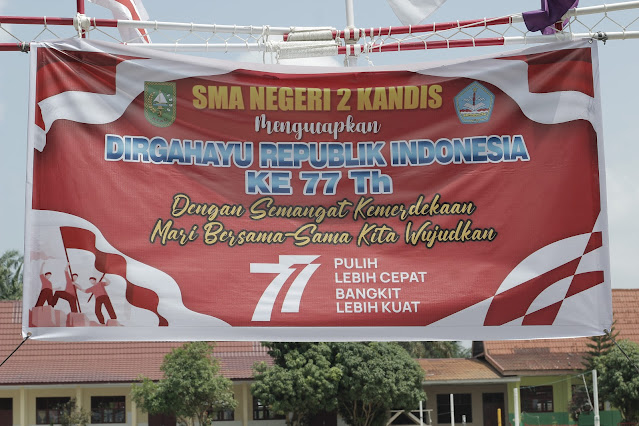 SMA NEGERI 2 KANDIS
Mengucapkan
DIRGAHAYU REPUBLIK INDONESIA
KE 77 Th
Dengan Semangat Kemerdekaan
Mari Bersama-Sama Kita Wujudkan
77
PULIH
LEBIH CEPAT
BANGKIT
LEBIH KUAT